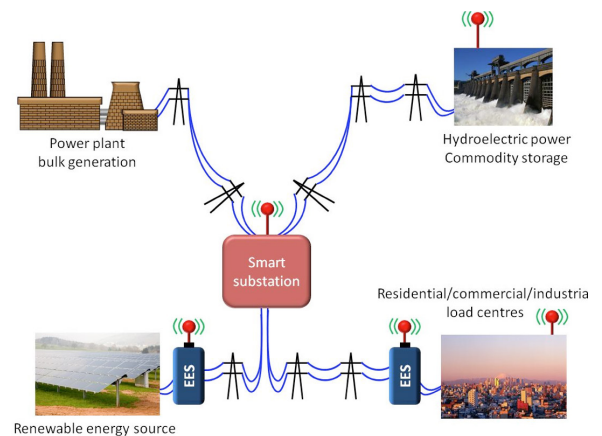 Power plant
bulk generation
Hydroelectric power
Commodity storage
Smart
substation
Residential/commercial/industria
load centres
EES
EES
Renewable energy source